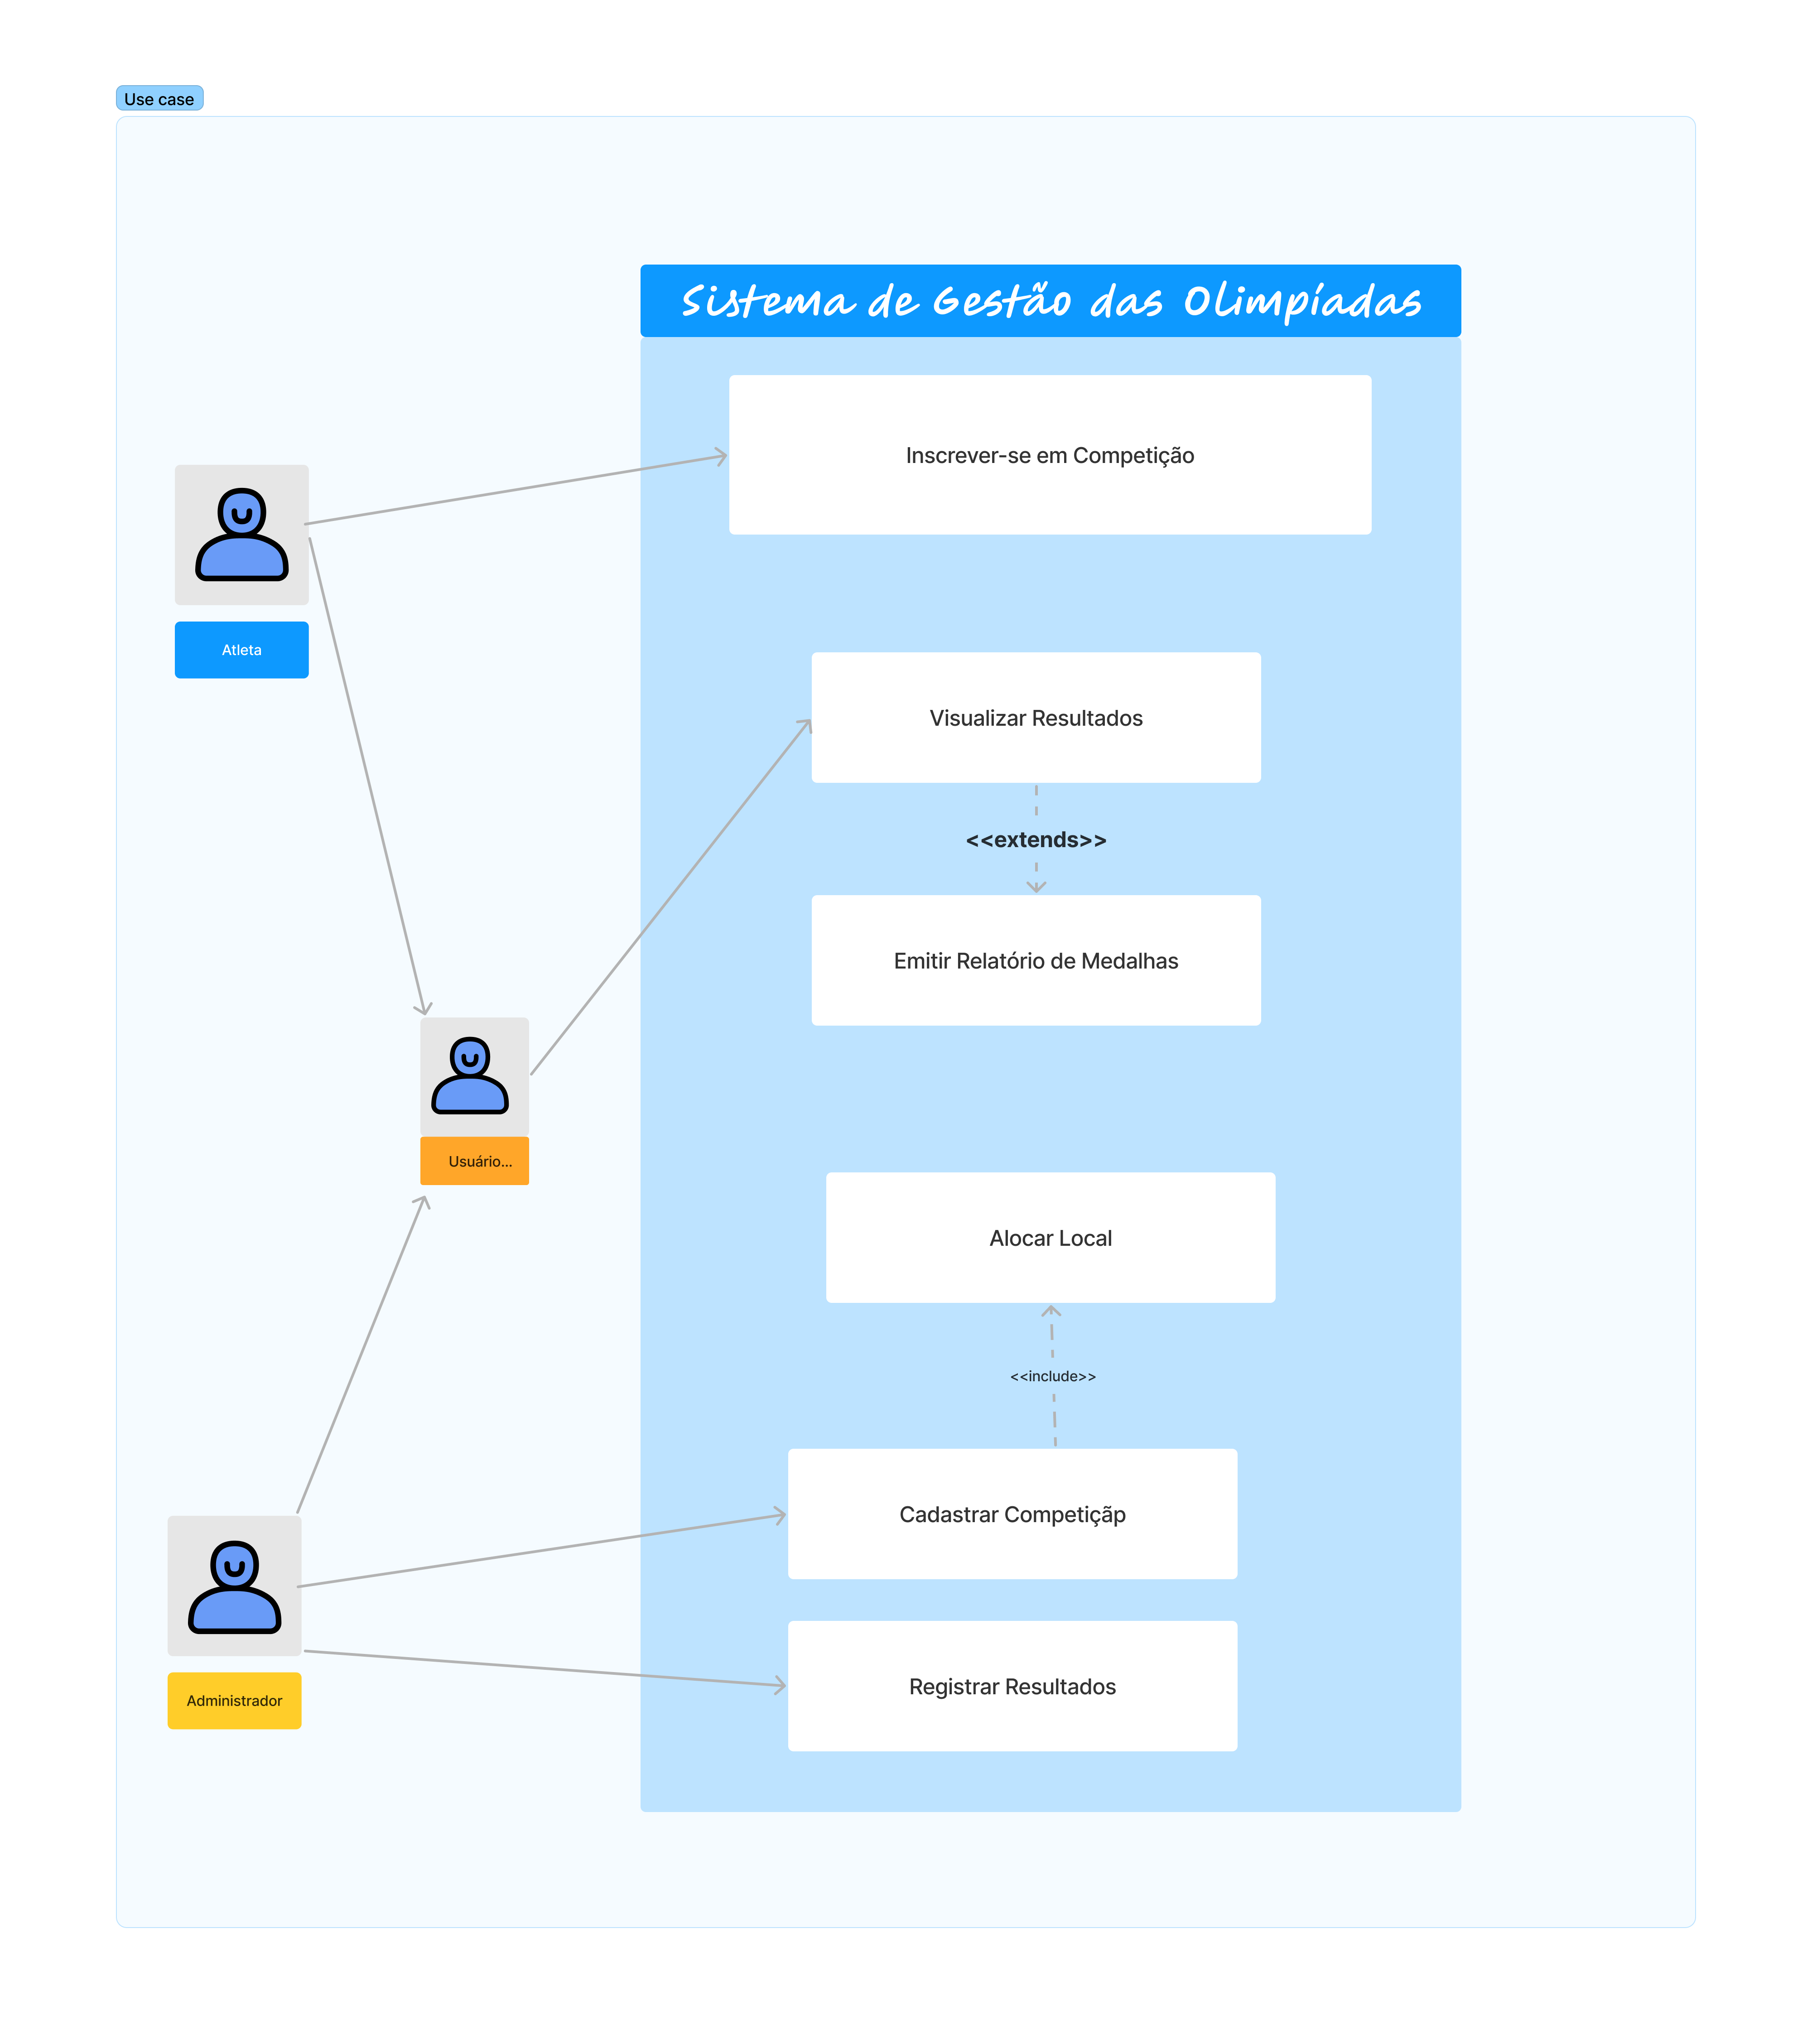 Use case
Sistema de Gestão das Olimpíadas
Inscrever-se em Competição
Atleta
Visualizar Resultados
<<extends>>
Emitir Relatório de Medalhas
Usuário...
Alocar Local
<<include>>
Cadastrar Competiçãp
Registrar Resultados
Administrador